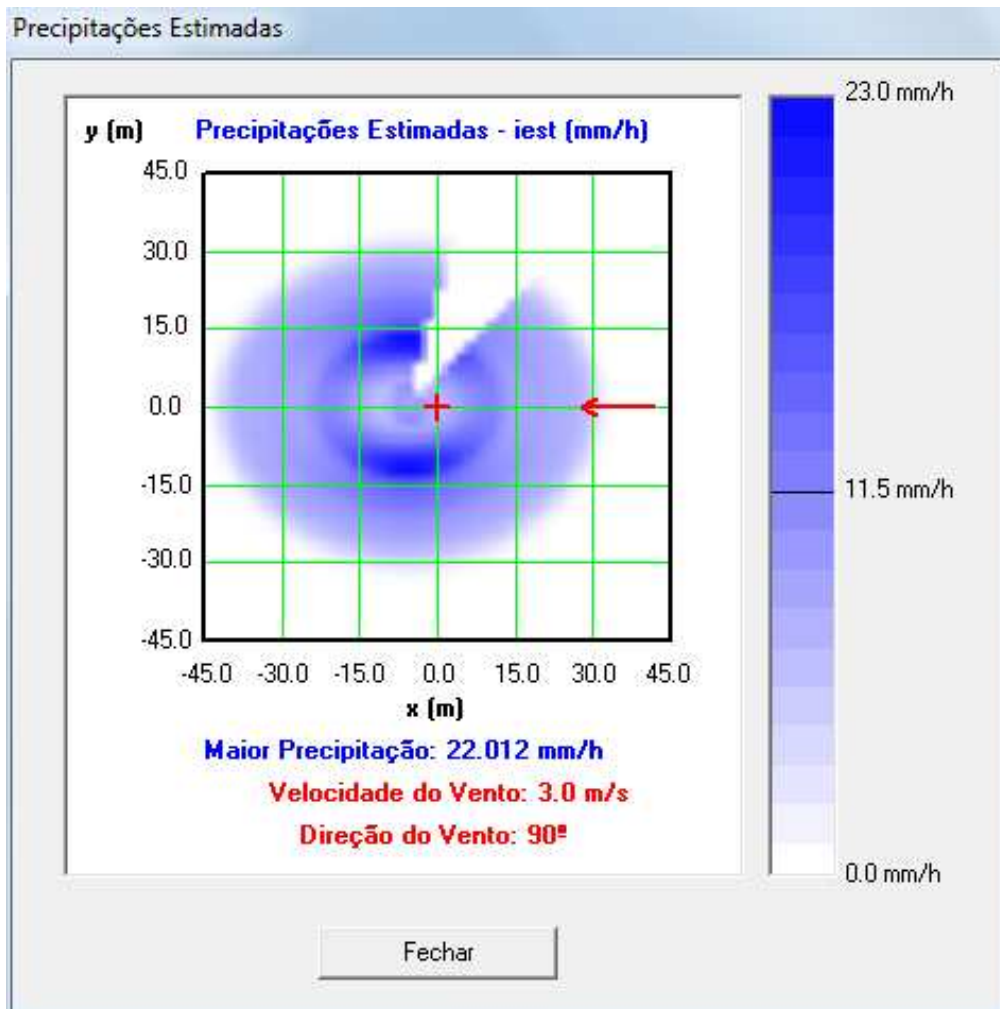 Precipitações Estimadas
23.0 mm/h
y (m) Precipitações Estimadas - iest (mm/h)
45.0
30.0
15.0
0.0
-15.0
-30.0
-45.0
11.5 mm/h
-45.0 -30.0 -15.0 0.0 15.0 30.0 45.0
x (m)
Maior Precipitação: 22.012 mm/h
Velocidade do Vento: 3.0 m/s
Direção do Vento: 90º
0.0 mm/h
Fechar